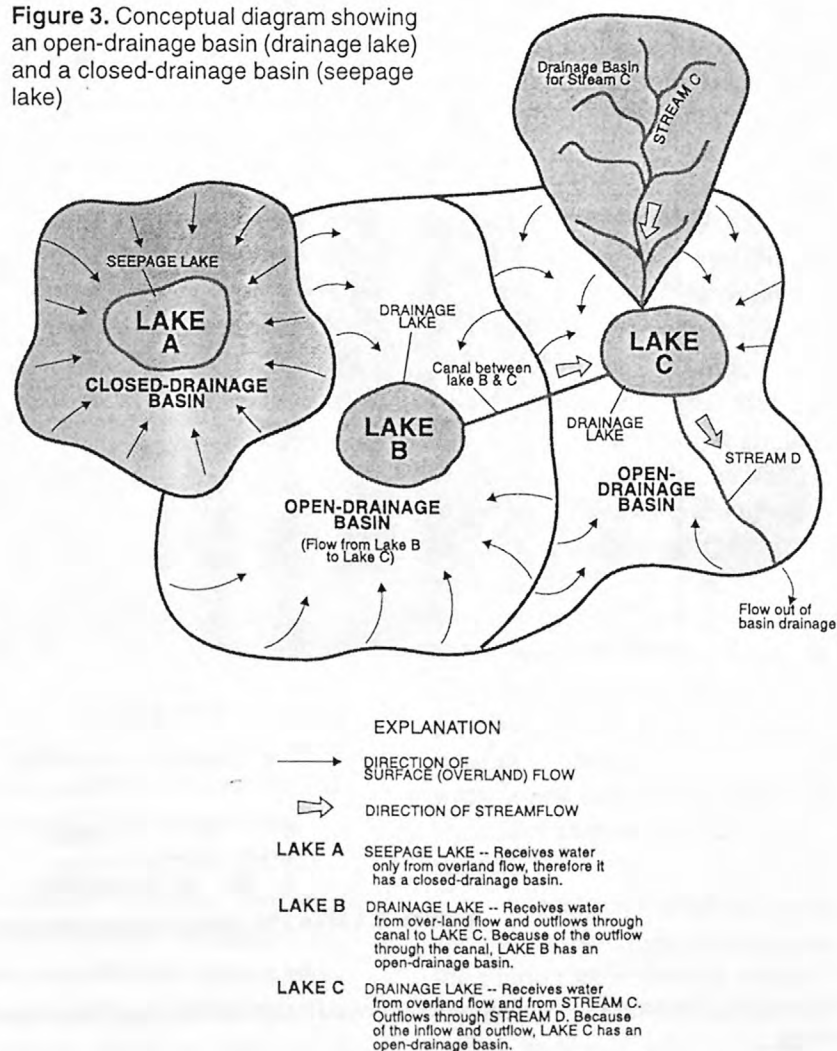 Figure 3. Conceptual diagram showing
an open-drainage basin (drainage lake)
and a closed-drainage basin (seepage
lake)
Drainage Basin
for Stream C
STREAM C
SEEPAGE LAKE
LAKE
A
CLOSED-DRAINAGE
BASIN
DRAINAGE
LAKE
LAKE
B
Canal between
lake B & C
OPEN-DRAINAGE
BASIN
(Flow from Lake B
to Lake C)
LAKE
C
DRAINAGE
LAKE
OPEN-
DRAINAGE
BASIN
STREAM D
Flow out of
basin drainage
EXPLANATION
DIRECTION OF
SURFACE (OVERLAND) FLOW
DIRECTION OF STREAMFLOW
LAKE A SEEPAGE LAKE -- Receives water
only from overland flow, therefore it
has a closed-drainage basin.
LAKE B DRAINAGE LAKE -- Receives water
from over-land flow and outflows through
canal to LAKE C. Because of the outflow
through the canal, LAKE B has an
open-drainage basin.
LAKE C DRAINAGE LAKE -- Receives water
from overland flow and from STREAM C.
Outflows through STREAM D. Because
of the inflow and outflow, LAKE C has an
open-drainage basin.